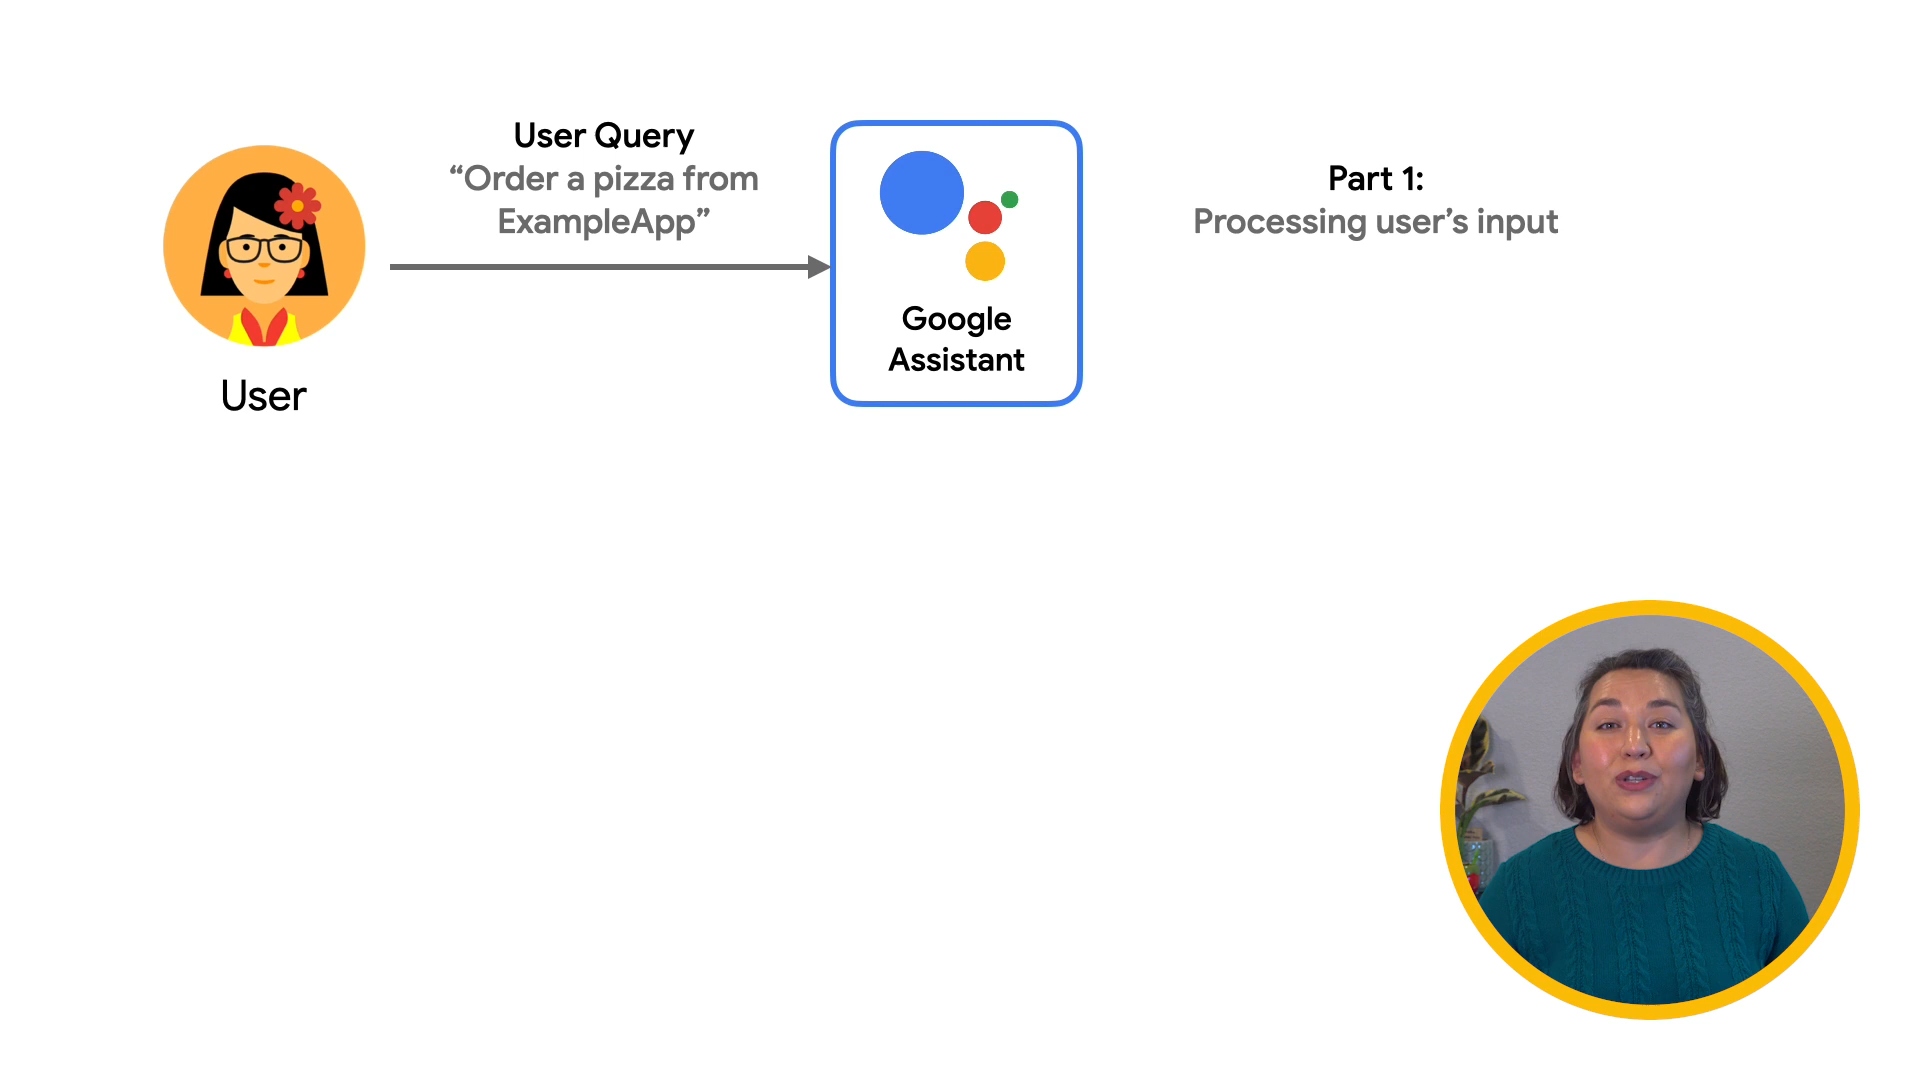 User Query
“Order a pizza from
ExampleApp”
User
Google
Assistant
Part 1:
Processing user’s input